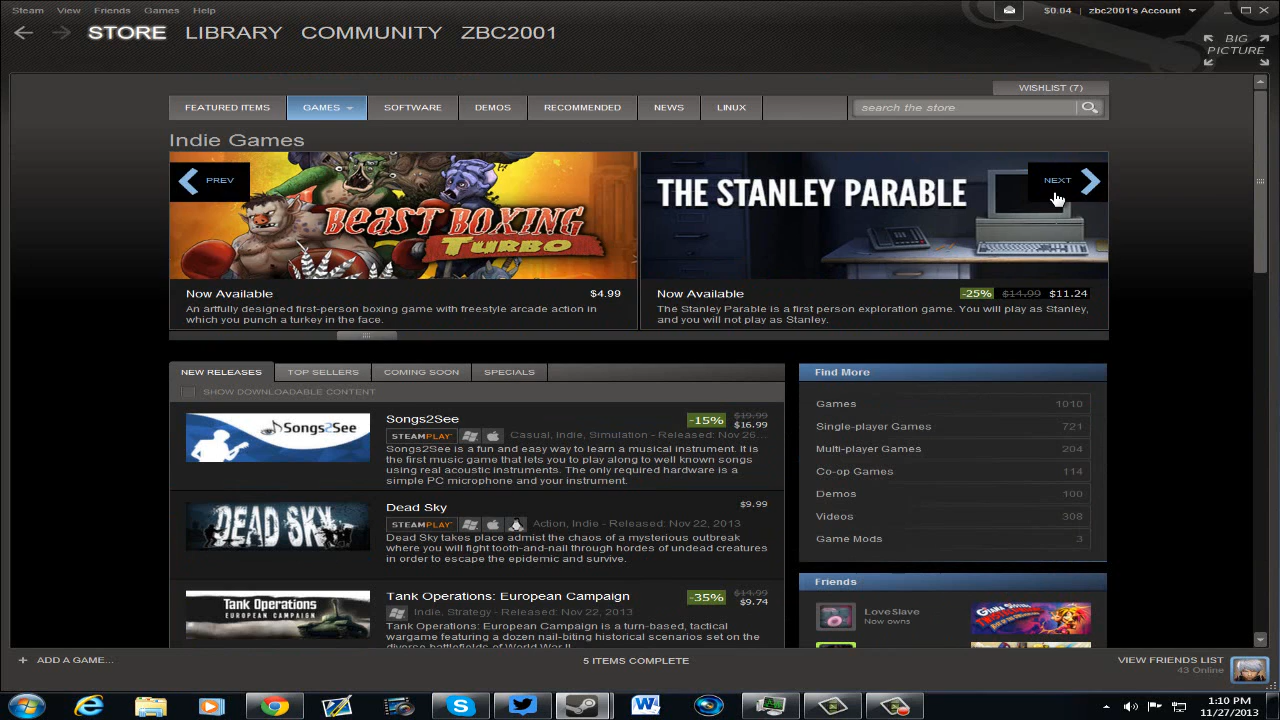 Steam View Friends Games Help
$0.04 zbc2001's Account
STORE LIBRARY COMMUNITY ZBC2001
BIG PICTURE
WISHLIST (7)
FEATURED ITEMS GAMES SOFTWARE DEMOS RECOMMENDED NEWS LINUX
search the store
Indie Games
PREV
BEAST BOXING
TURBO
THE STANLEY PARABLE
NEXT
Now Available $4.99
An artfully designed first-person boxing game with freestyle arcade action in
which you punch a turkey in the face.
Now Available -25% $14.99 $11.24
The Stanley Parable is a first person exploration game. You will play as Stanley,
and you will not play as Stanley.
NEW RELEASES TOP SELLERS COMING SOON SPECIALS
SHOW DOWNLOADABLE CONTENT
Songs2See
Songs2See -15% $19.99 $16.99
STEAMPLAY Casual, Indie, Simulation - Released: Nov 26...
Songs2See is a fun and easy way to learn a musical instrument. It is
the first music game that lets you to play along to well known songs
using real acoustic instruments. The only required hardware is a
simple PC microphone and your instrument.
DEAD SKY
Dead Sky $9.99
STEAMPLAY Action, Indie - Released: Nov 22, 2013
Dead Sky takes place admist the chaos of a mysterious outbreak
where you will fight tooth-and-nail through hordes of undead creatures
in order to escape the epidemic and survive.
Tank Operations
EUROPEAN CAMPAIGN
Tank Operations: European Campaign -35% $14.99 $9.74
Indie, Strategy - Released: Nov 22, 2013
Tank Operations: European Campaign is a turn-based, tactical
wargame featuring a dozen nail-biting historical scenarios set on the
diverse battlefields of World War II
Find More
Games 1010
Single-player Games 721
Multi-player Games 204
Co-op Games 114
Demos 100
Videos 308
Game Mods 3
Friends
LoveSlave
Now owns
+ ADD A GAME...
5 ITEMS COMPLETE
VIEW FRIENDS LIST
43 Online
1:10 PM
11/27/2013